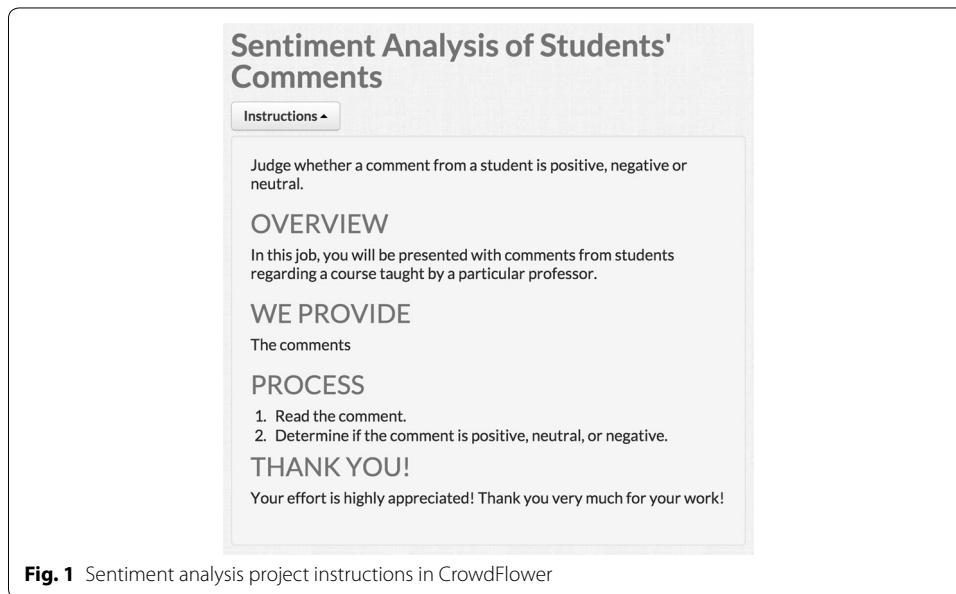 Sentiment Analysis of Students'
Comments
Instructions
Judge whether a comment from a student is positive, negative or
neutral.
OVERVIEW
In this job, you will be presented with comments from students
regarding a course taught by a particular professor.
WE PROVIDE
The comments
PROCESS
1. Read the comment.
2. Determine if the comment is positive, neutral, or negative.
THANK YOU!
Your effort is highly appreciated! Thank you very much for your work!
Fig. 1 Sentiment analysis project instructions in CrowdFlower